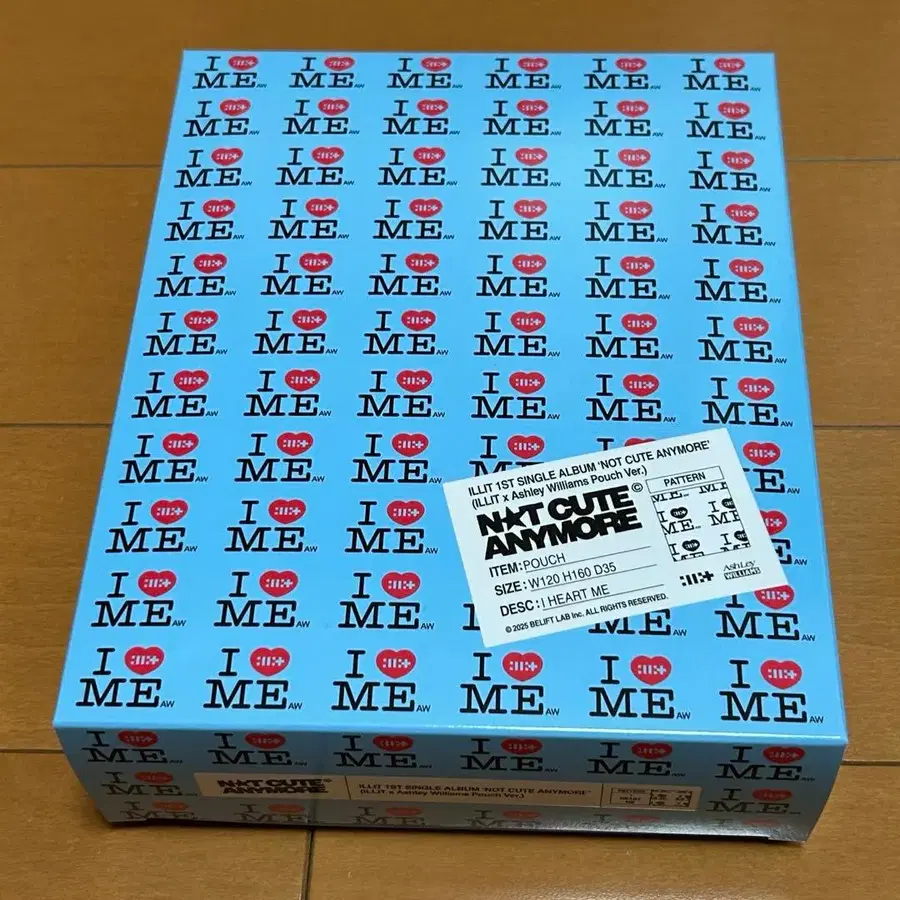 I
ME AW
ILLIT 1ST SINGLE ALBUM 'NOT CUTE ANYMORE'
(ILLIT x Ashley Williams Pouch Ver.)
N★T CUTE©
ANYMORE
ITEM: POUCH
SIZE: W120 H160 D35
DESC: I HEART ME
© 2025 BELIFT LAB Inc. ALL RIGHTS RESERVED.
PATTERN
I
ME
AsHLey
WILLIAMS
N★T CUTE©
ANYMORE
ILLIT 1ST SINGLE ALBUM 'NOT CUTE ANYMORE'
(ILLIT x Ashley Williams Pouch Ver.)